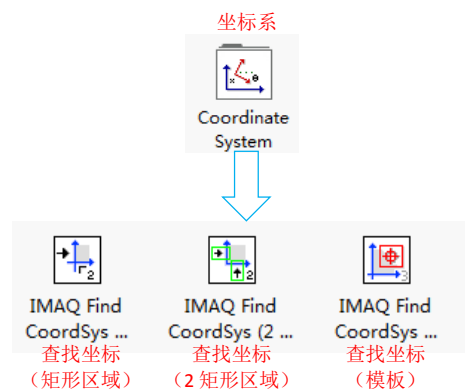 坐标系
Coordinate
System
IMAQ Find
CoordSys ...
查找坐标
（矩形区域）
IMAQ Find
CoordSys (2 ...
查找坐标
（2 矩形区域）
IMAQ Find
CoordSys ...
查找坐标
（模板）